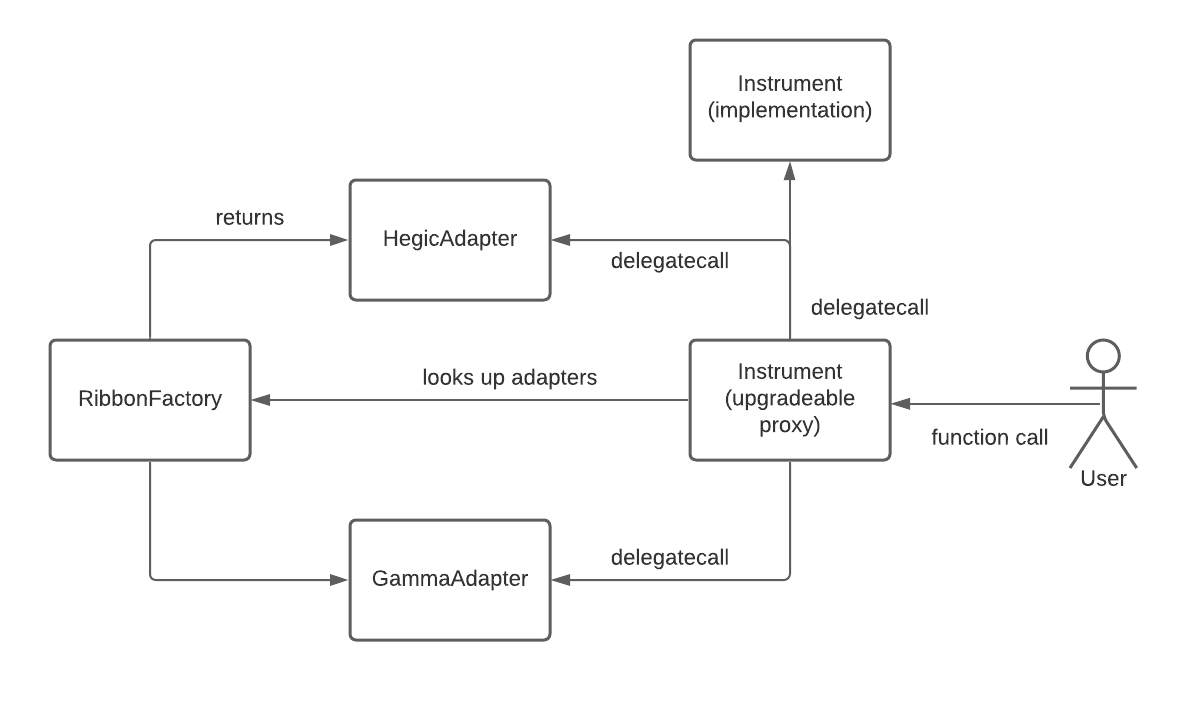 Instrument
(implementation)
returns
HegicAdapter
delegatecall
delegatecall
RibbonFactory
looks up adapters
Instrument
(upgradeable
proxy)
function call
User
GammaAdapter
delegatecall